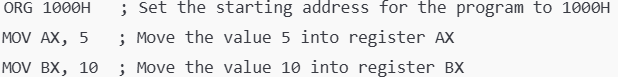 ORG 1000H   ; Set the starting address for the program to 1000H
MOV AX, 5   ; Move the value 5 into register AX
MOV BX, 10  ; Move the value 10 into register BX